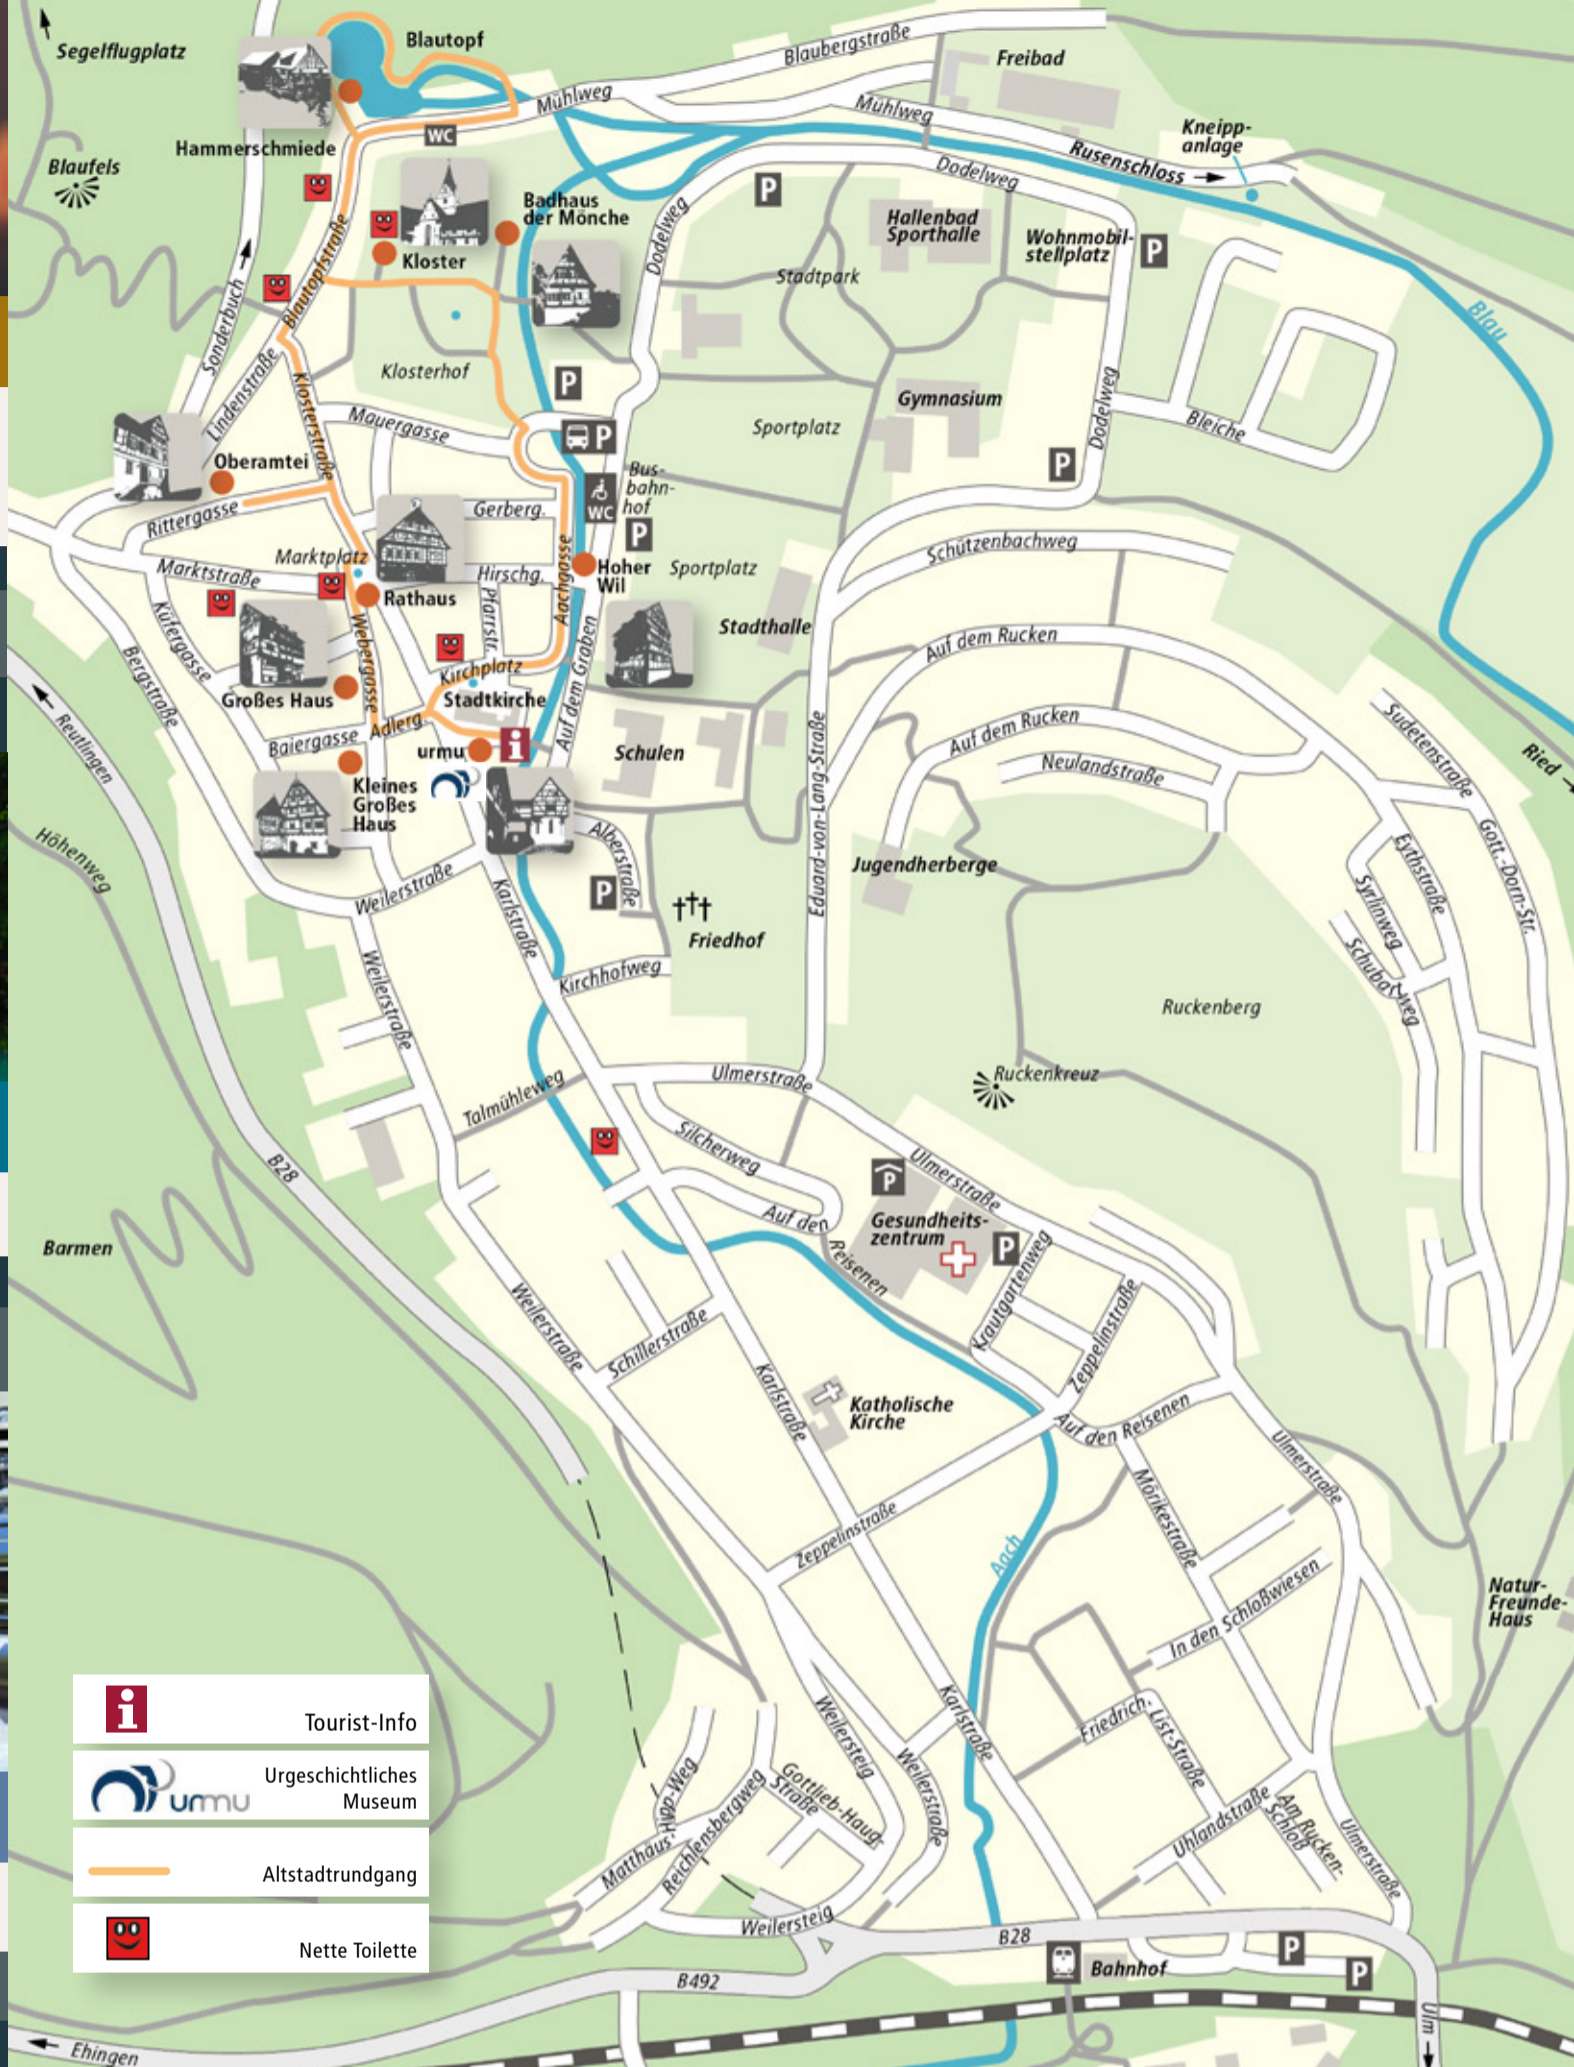 Segelflugplatz
Blautopf
Blaubergstraße
Freibad
Mühlweg
Mühlweg
WC
Hammerschmiede
Kneipp-
anlage
Rusenschloss
Blaufels
Dodelweg
P
Badhaus
der Mönche
Hallenbad
Sporthalle
Wohnmobil-
stellplatz
P
Kloster
Dodelweg
Stadtpark
Blautopfstraße
Sonderbuch
Blau
Lindenstraße
Klosterhof
P
Klosterstraße
Gymnasium
Dodelweg
Mauergasse
Sportplatz
Bleiche
P
Oberamtei
P
Bus-
bahn-
hof
WC
Rittergasse
Gerberg.
P
Marktplatz
Schützenbachweg
Marktstraße
Hirschg.
Aachgasse
Hoher
Wil
Sportplatz
Rathaus
Pfarrstr.
Küfergasse
Webergasse
Stadthalle
Auf dem Rucken
Bergstraße
Kirchplatz
Auf dem Graben
Großes Haus
Stadtkirche
Sudetenstraße
Reutlingen
Baiergasse
Adlerg
Auf dem Rucken
urmu
i
Schulen
Neulandstraße
Ried
Kleines
Großes
Haus
Eduard-von-Lang-Straße
Gott.-Dorn-Str.
Höhenweg
Alberstraße
Jugendherberge
Eythstraße
Weilerstraße
P
Karlstraße
Syrlinweg
Friedhof
Schubartweg
Kirchhofweg
Weilerstraße
Ruckenberg
Talmühleweg
Ulmerstraße
Ruckenkreuz
Silcherweg
B28
Ulmerstraße
P
Auf den
Reisenen
Gesundheits-
zentrum
P
Barmen
Krautgartenweg
Weilerstraße
Schillerstraße
Zeppelinstraße
Karlstraße
Katholische
Kirche
Auf den Reisenen
Ulmerstraße
Mörikestraße
Zeppelinstraße
Aach
In den Schloßwiesen
Natur-
Freunde-
Haus
i
Tourist-Info
Weilersteig
Karlstraße
Friedrich.
List-Straße
urmu
Urgeschichtliches
Museum
Matthäus-Hipp-Weg
Reichlensbergweg
Gottlieb-Haug-
Straße
Weilerstraße
Uhlandstraße
Am Rucken-
Schloß
Ulmerstraße
Altstadtrundgang
Weilersteig
Nette Toilette
B28
P
Bahnhof
P
B492
Ulm
Ehingen